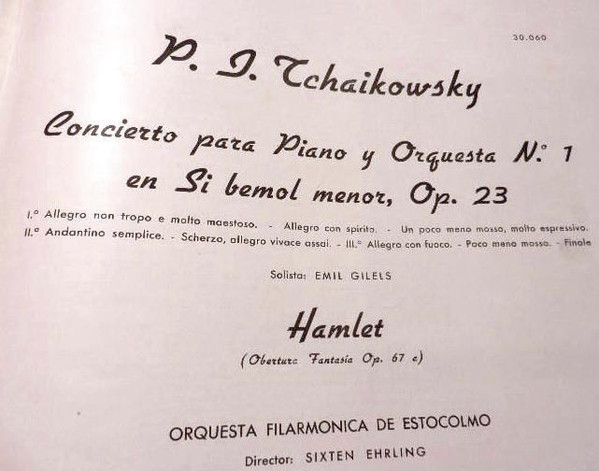 30.060
P. I. Tchaikowsky
Concierto para Piano y Orquesta N.º 1
en Si bemol menor, Op. 23
I.º Allegro non tropo e molto maestoso. - Allegro con spirito. - Un poco meno mosso, molto espressivo.
II.º Andantino semplice. - Scherzo, allegro vivace assai. - III.º Allegro con fuoco. - Poco meno mosso. - Finale
Solista: EMIL GILELS
Hamlet
(Obertura Fantasía Op. 67 a)
ORQUESTA FILARMONICA DE ESTOCOLMO
Director: SIXTEN EHRLING